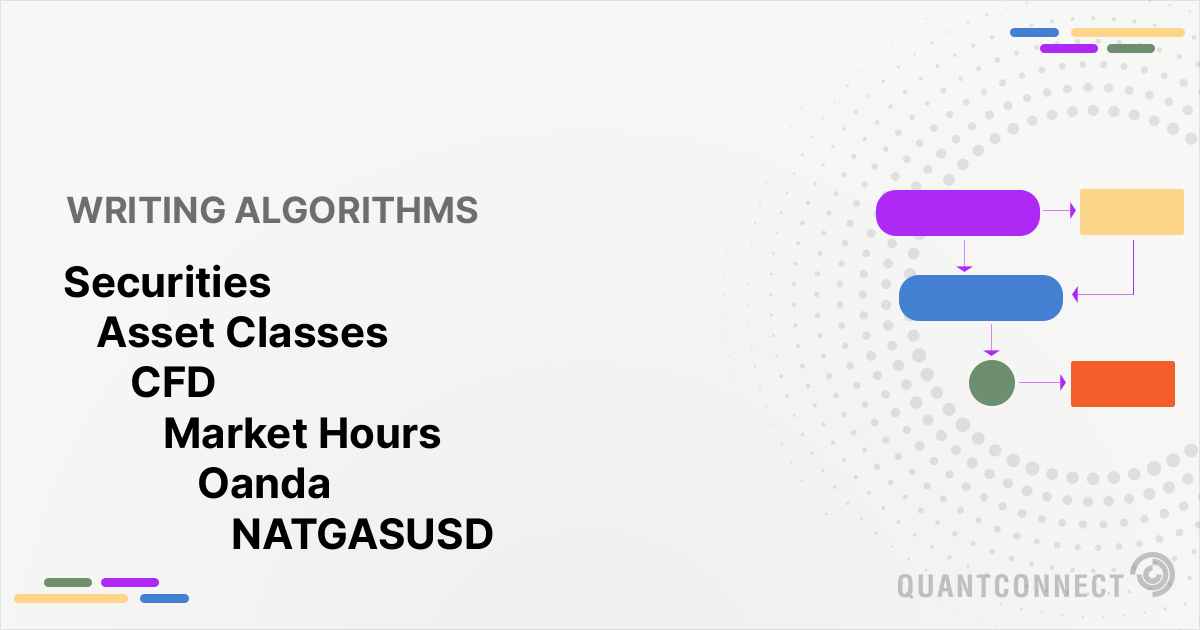 WRITING ALGORITHMS
Securities
Asset Classes
CFD
Market Hours
Oanda
NATGASUSD
QUANTCONNECT